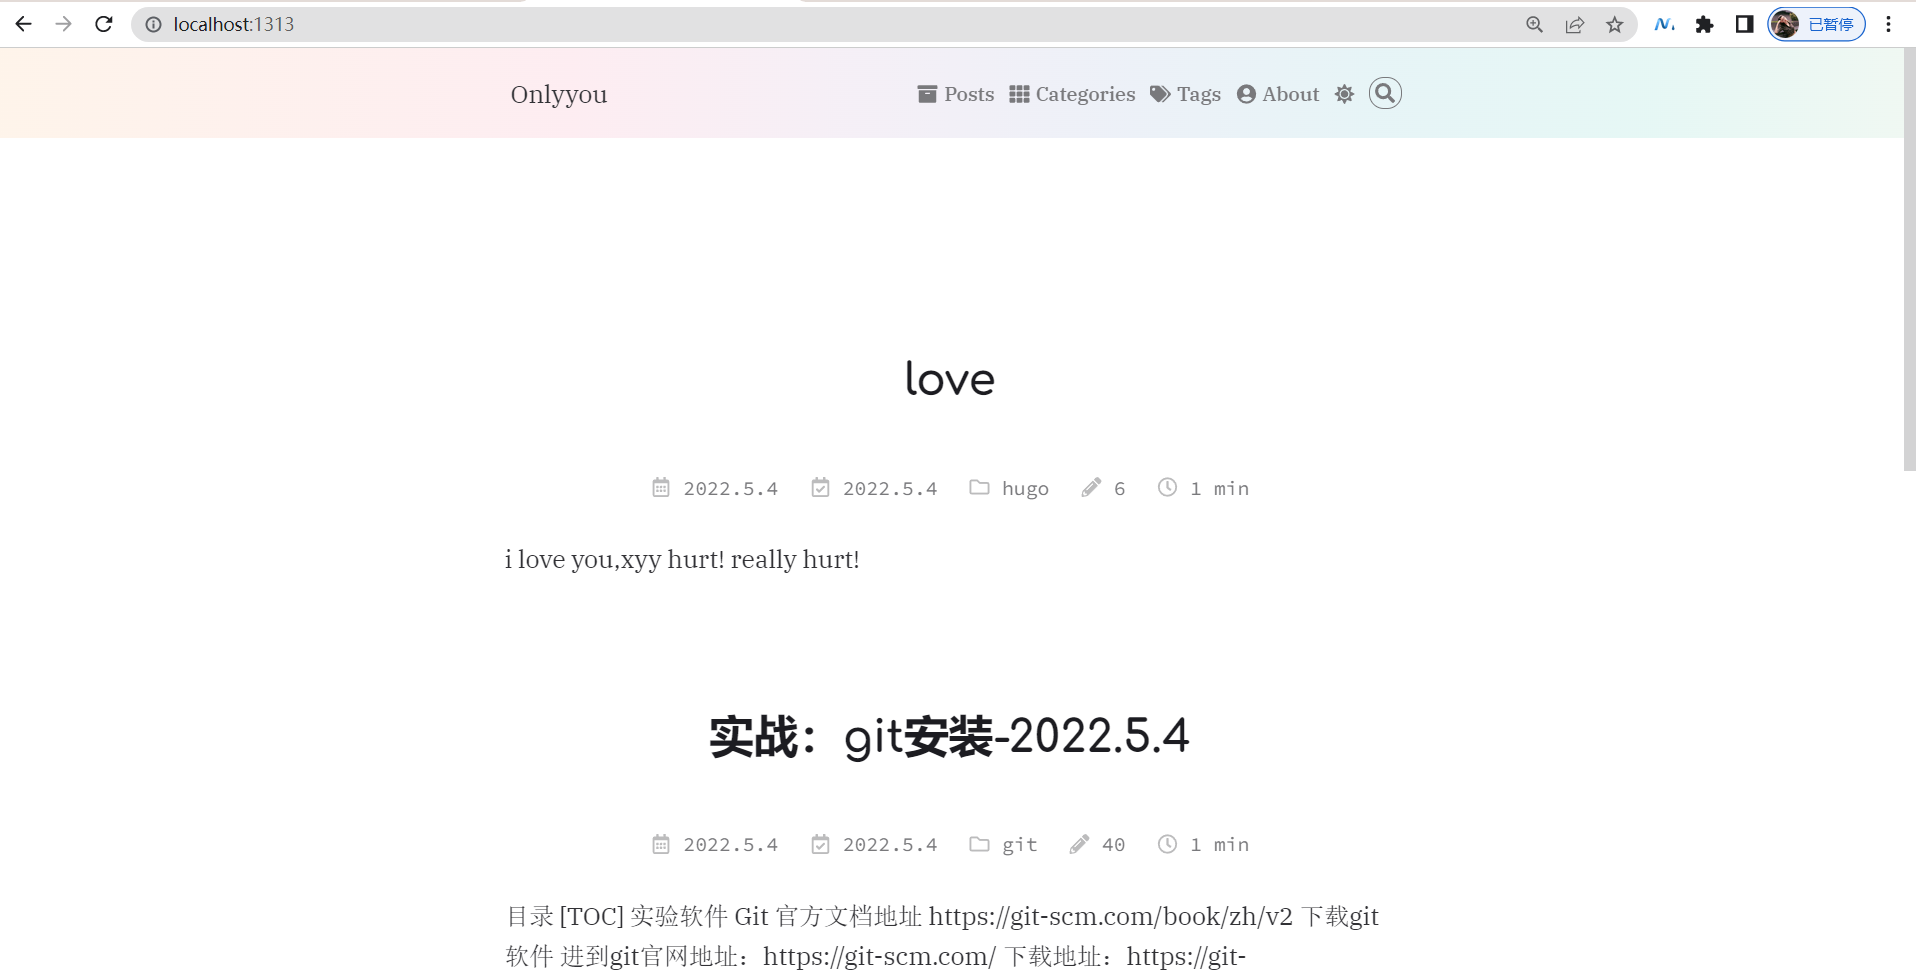 localhost:1313
已暂停
Onlyyou
Posts Categories Tags About
love
2022.5.4 2022.5.4 hugo 6 1 min
i love you,xyy hurt! really hurt!
实战：git安装-2022.5.4
2022.5.4 2022.5.4 git 40 1 min
目录 [TOC] 实验软件 Git 官方文档地址 https://git-scm.com/book/zh/v2 下载git
软件 进到git官网地址：https://git-scm.com/ 下载地址：https://git-